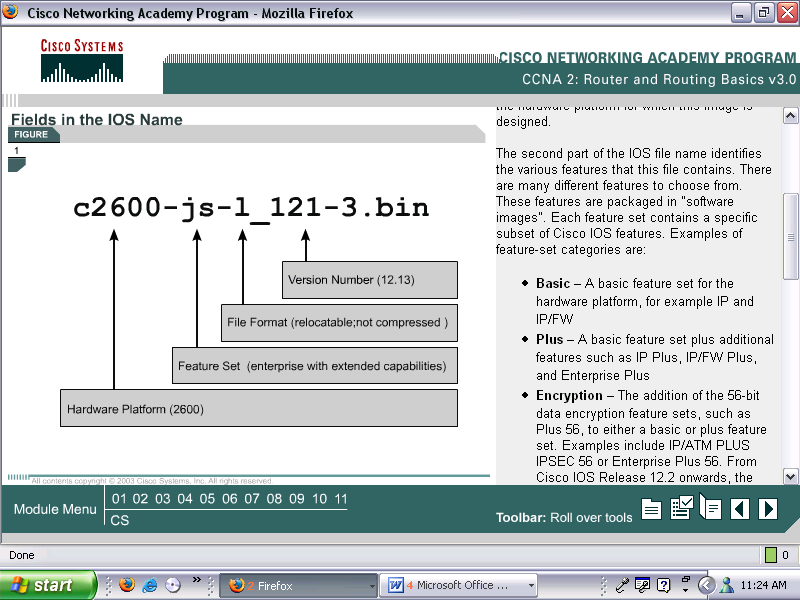 Cisco Networking Academy Program - Mozilla Firefox
CISCO SYSTEMS
CISCO NETWORKING ACADEMY PROGRAM
CCNA 2: Router and Routing Basics v3.0
Fields in the IOS Name
FIGURE
1
c2600-js-l_121-3.bin
Version Number (12.13)
File Format (relocatable;not compressed )
Feature Set (enterprise with extended capabilities)
Hardware Platform (2600)
All contents copyright © 2003 Cisco Systems, Inc. All rights reserved.
the hardware platform for which this image is
designed.
The second part of the IOS file name identifies
the various features that this file contains. There
are many different features to choose from.
These features are packaged in "software
images". Each feature set contains a specific
subset of Cisco IOS features. Examples of
feature-set categories are:
Basic – A basic feature set for the
hardware platform, for example IP and
IP/FW
Plus – A basic feature set plus additional
features such as IP Plus, IP/FW Plus,
and Enterprise Plus
Encryption – The addition of the 56-bit
data encryption feature sets, such as
Plus 56, to either a basic or plus feature
set. Examples include IP/ATM PLUS
IPSEC 56 or Enterprise Plus 56. From
Cisco IOS Release 12.2 onwards, the
Module Menu
01 02 03 04 05 06 07 08 09 10 11
CS
Toolbar: Roll over tools
Done
0
start
»
2 Firefox
4 Microsoft Office ...
11:24 AM